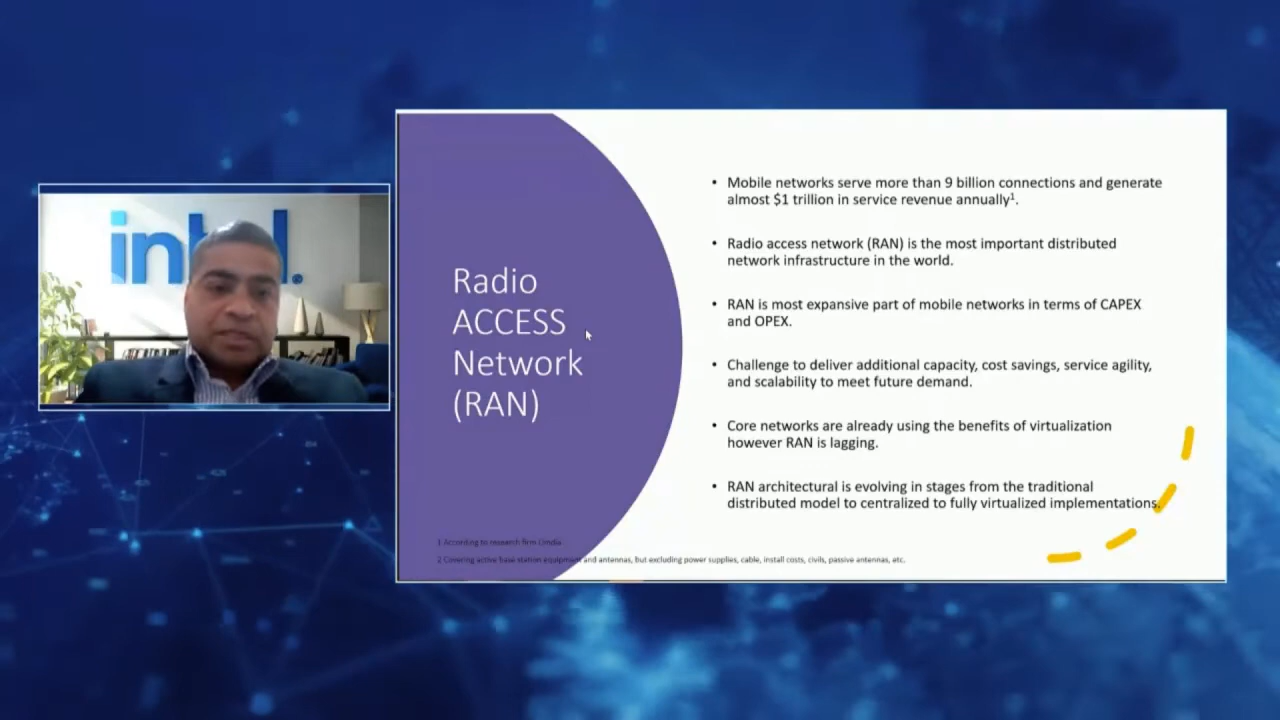 intel.
Radio
ACCESS
Network
(RAN)
• Mobile networks serve more than 9 billion connections and generate
almost $1 trillion in service revenue annually¹.
• Radio access network (RAN) is the most important distributed
network infrastructure in the world.
• RAN is most expansive part of mobile networks in terms of CAPEX
and OPEX.
• Challenge to deliver additional capacity, cost savings, service agility,
and scalability to meet future demand.
• Core networks are already using the benefits of virtualization
however RAN is lagging.
• RAN architectural is evolving in stages from the traditional
distributed model to centralized to fully virtualized implementations.
1 According to research firm Omdia
2 Covering active base station equipment and antennas, but excluding power supplies, cable, install costs, civils, passive antennas, etc.